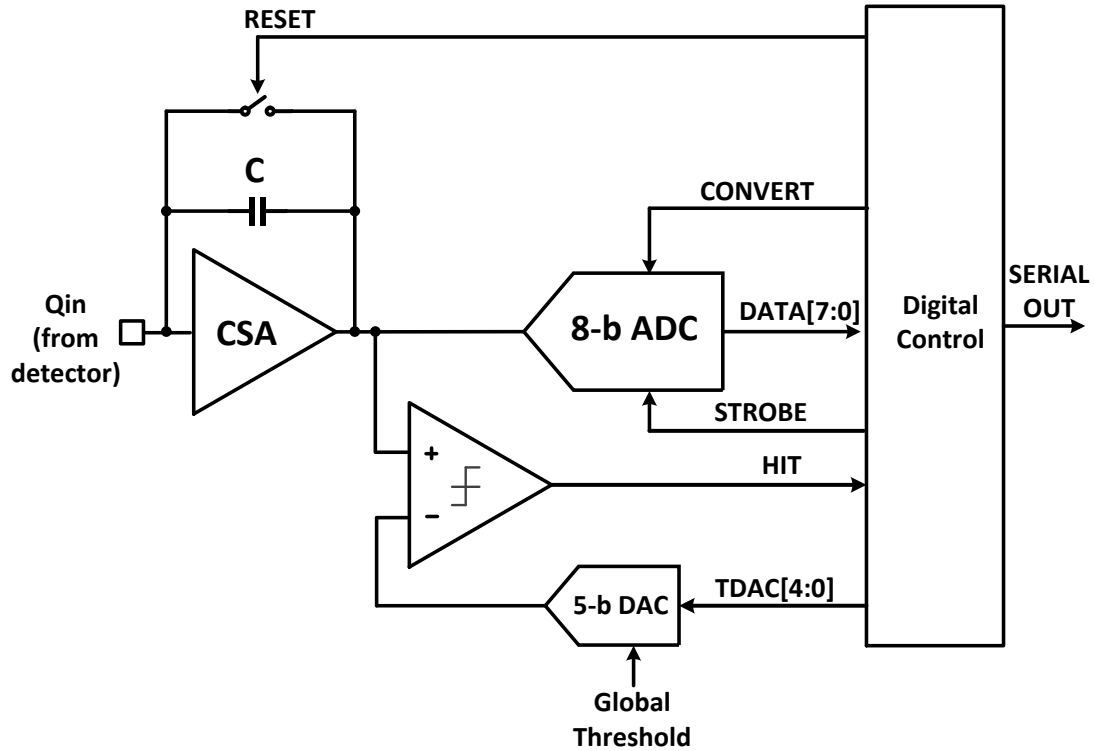 RESET
C
CONVERT
Qin
(from
detector)
CSA
8-b ADC
DATA[7:0]
Digital
Control
SERIAL
OUT
STROBE
+
HIT
−
5-b DAC
TDAC[4:0]
Global
Threshold